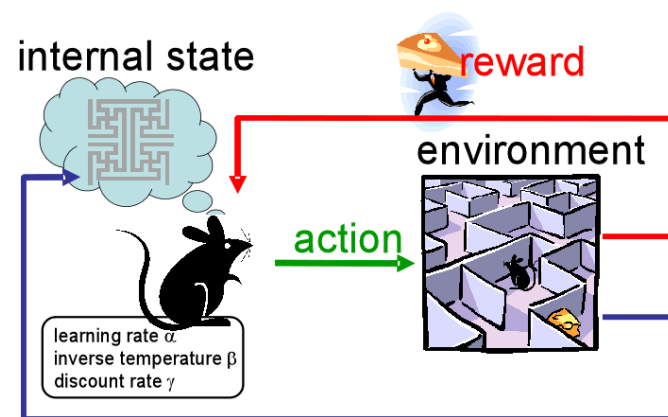 internal state
reward
environment
action
learning rate α
inverse temperature β
discount rate γ